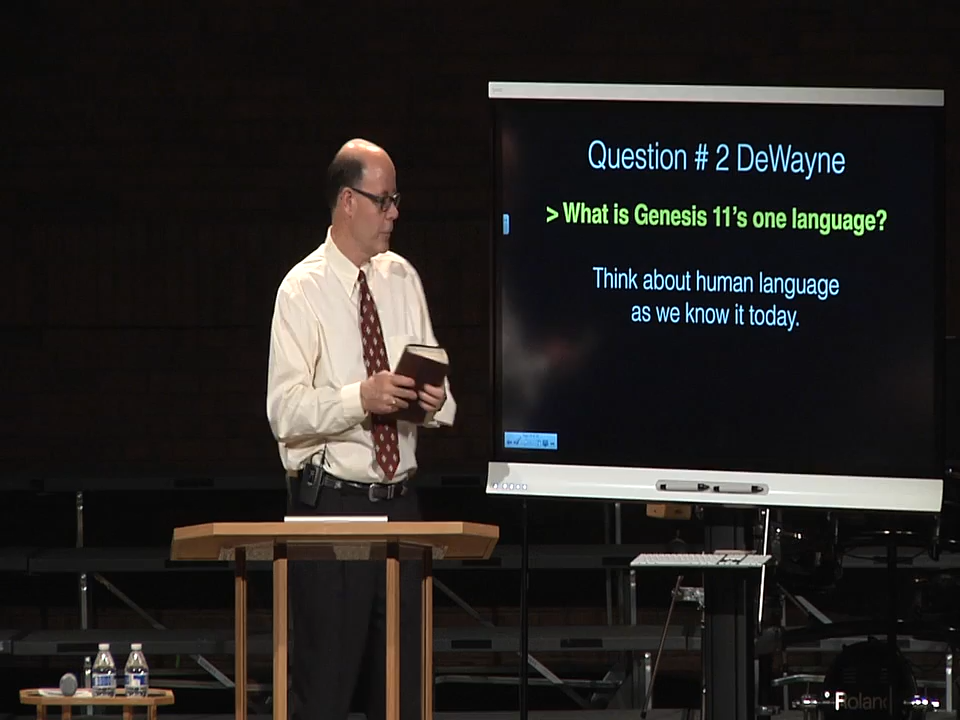 Question # 2 DeWayne
> What is Genesis 11's one language?
Think about human language
as we know it today.
Roland